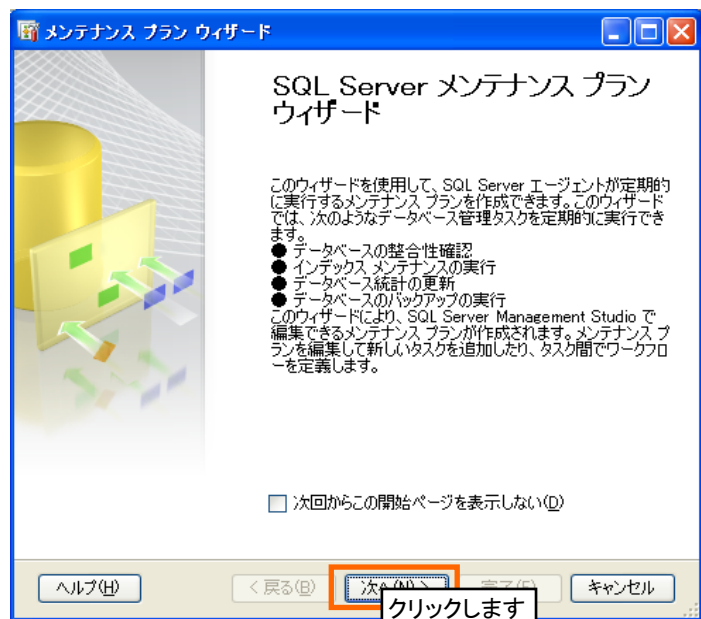 メンテナンス プラン ウィザード
SQL Server メンテナンス プラン
ウィザード
このウィザードを使用して、SQL Server エージェントが定期的
に実行するメンテナンス プランを作成できます。このウィザード
では、次のようなデータベース管理タスクを定期的に実行でき
ます。
● データベースの整合性確認
● インデックス メンテナンスの実行
● データベース統計の更新
● データベースのバックアップの実行
このウィザードにより、SQL Server Management Studio で
編集できるメンテナンス プランが作成されます。メンテナンス プ
ランを編集して新しいタスクを追加したり、タスク間でワークフロ
ーを定義します。
次回からこの開始ページを表示しない(D)
ヘルプ(H)
< 戻る(B)
次へ(N) >
完了(F)
キャンセル
クリックします